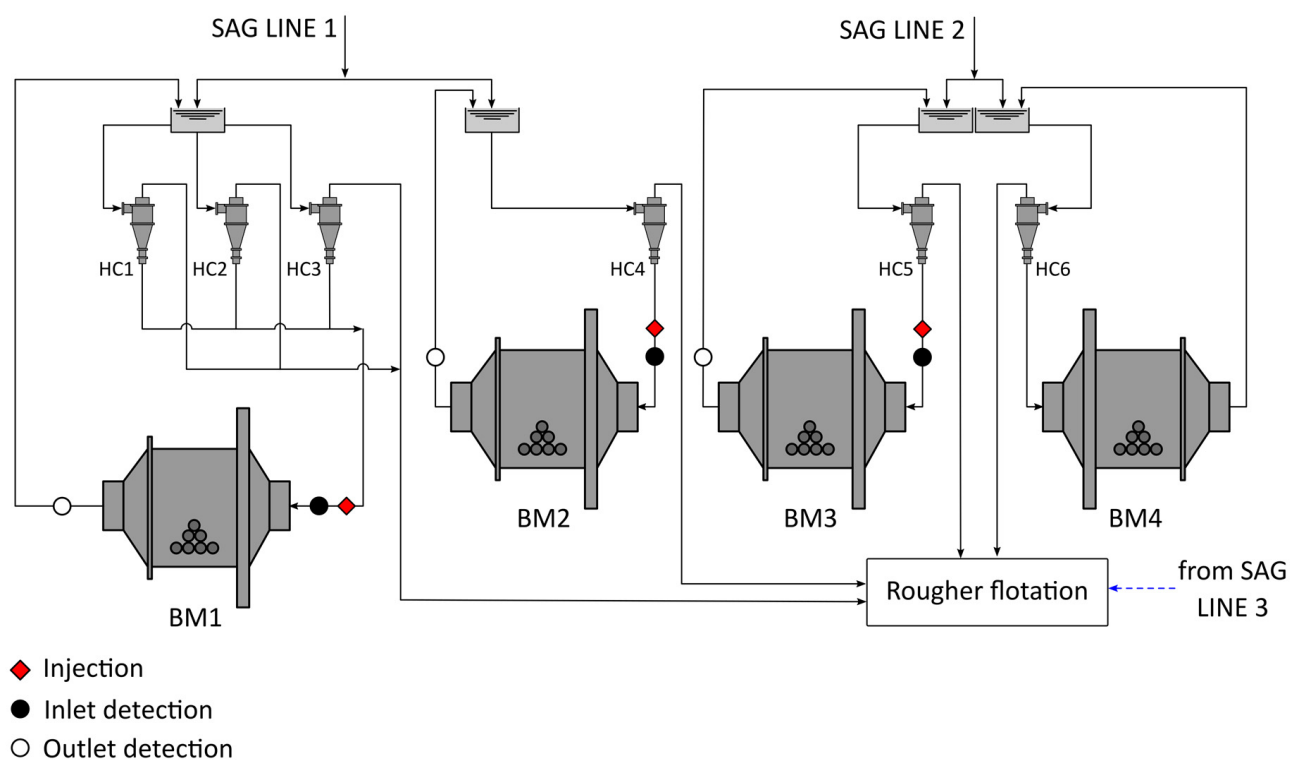 SAG LINE 1
SAG LINE 2
HC1
HC2
HC3
HC4
HC5
HC6
BM2
BM3
BM4
BM1
Rougher flotation
from SAG
LINE 3
Injection
Inlet detection
Outlet detection